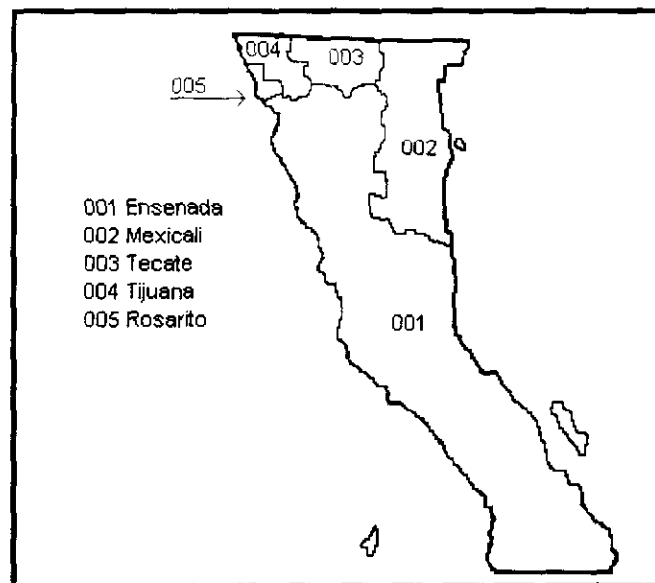 004
003
005
002
001 Ensenada
002 Mexicali
003 Tecate
004 Tijuana
005 Rosarito
001